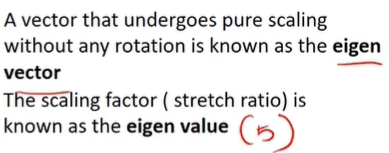 A vector that undergoes pure scaling
without any rotation is known as the eigen
vector
The scaling factor ( stretch ratio) is
known as the eigen value (5)